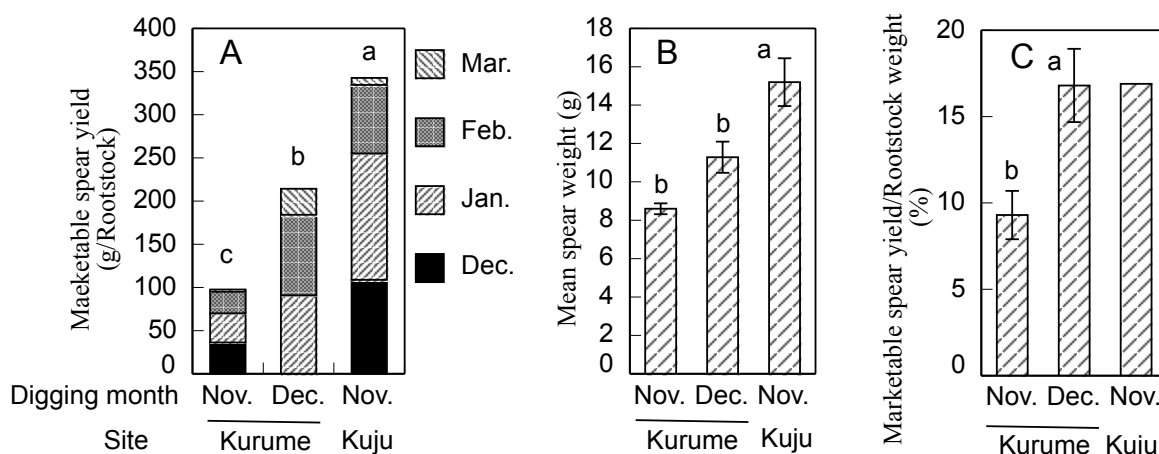 Maeketable spear yield
(g/Rootstock)
400
350
300
250
200
150
100
50
0
A
c
b
a
Mar.
Feb.
Jan.
Dec.
Digging month
Nov. Dec. Nov.
Site
Kurume Kuju
Mean spear weight (g)
18
16
14
12
10
8
6
4
2
0
B
b
b
a
Nov. Dec. Nov.
Kurume Kuju
Marketable spear yield/Rootstock weight
(%)
20
15
10
5
0
C
b
a
Nov. Dec. Nov.
Kurume Kuju